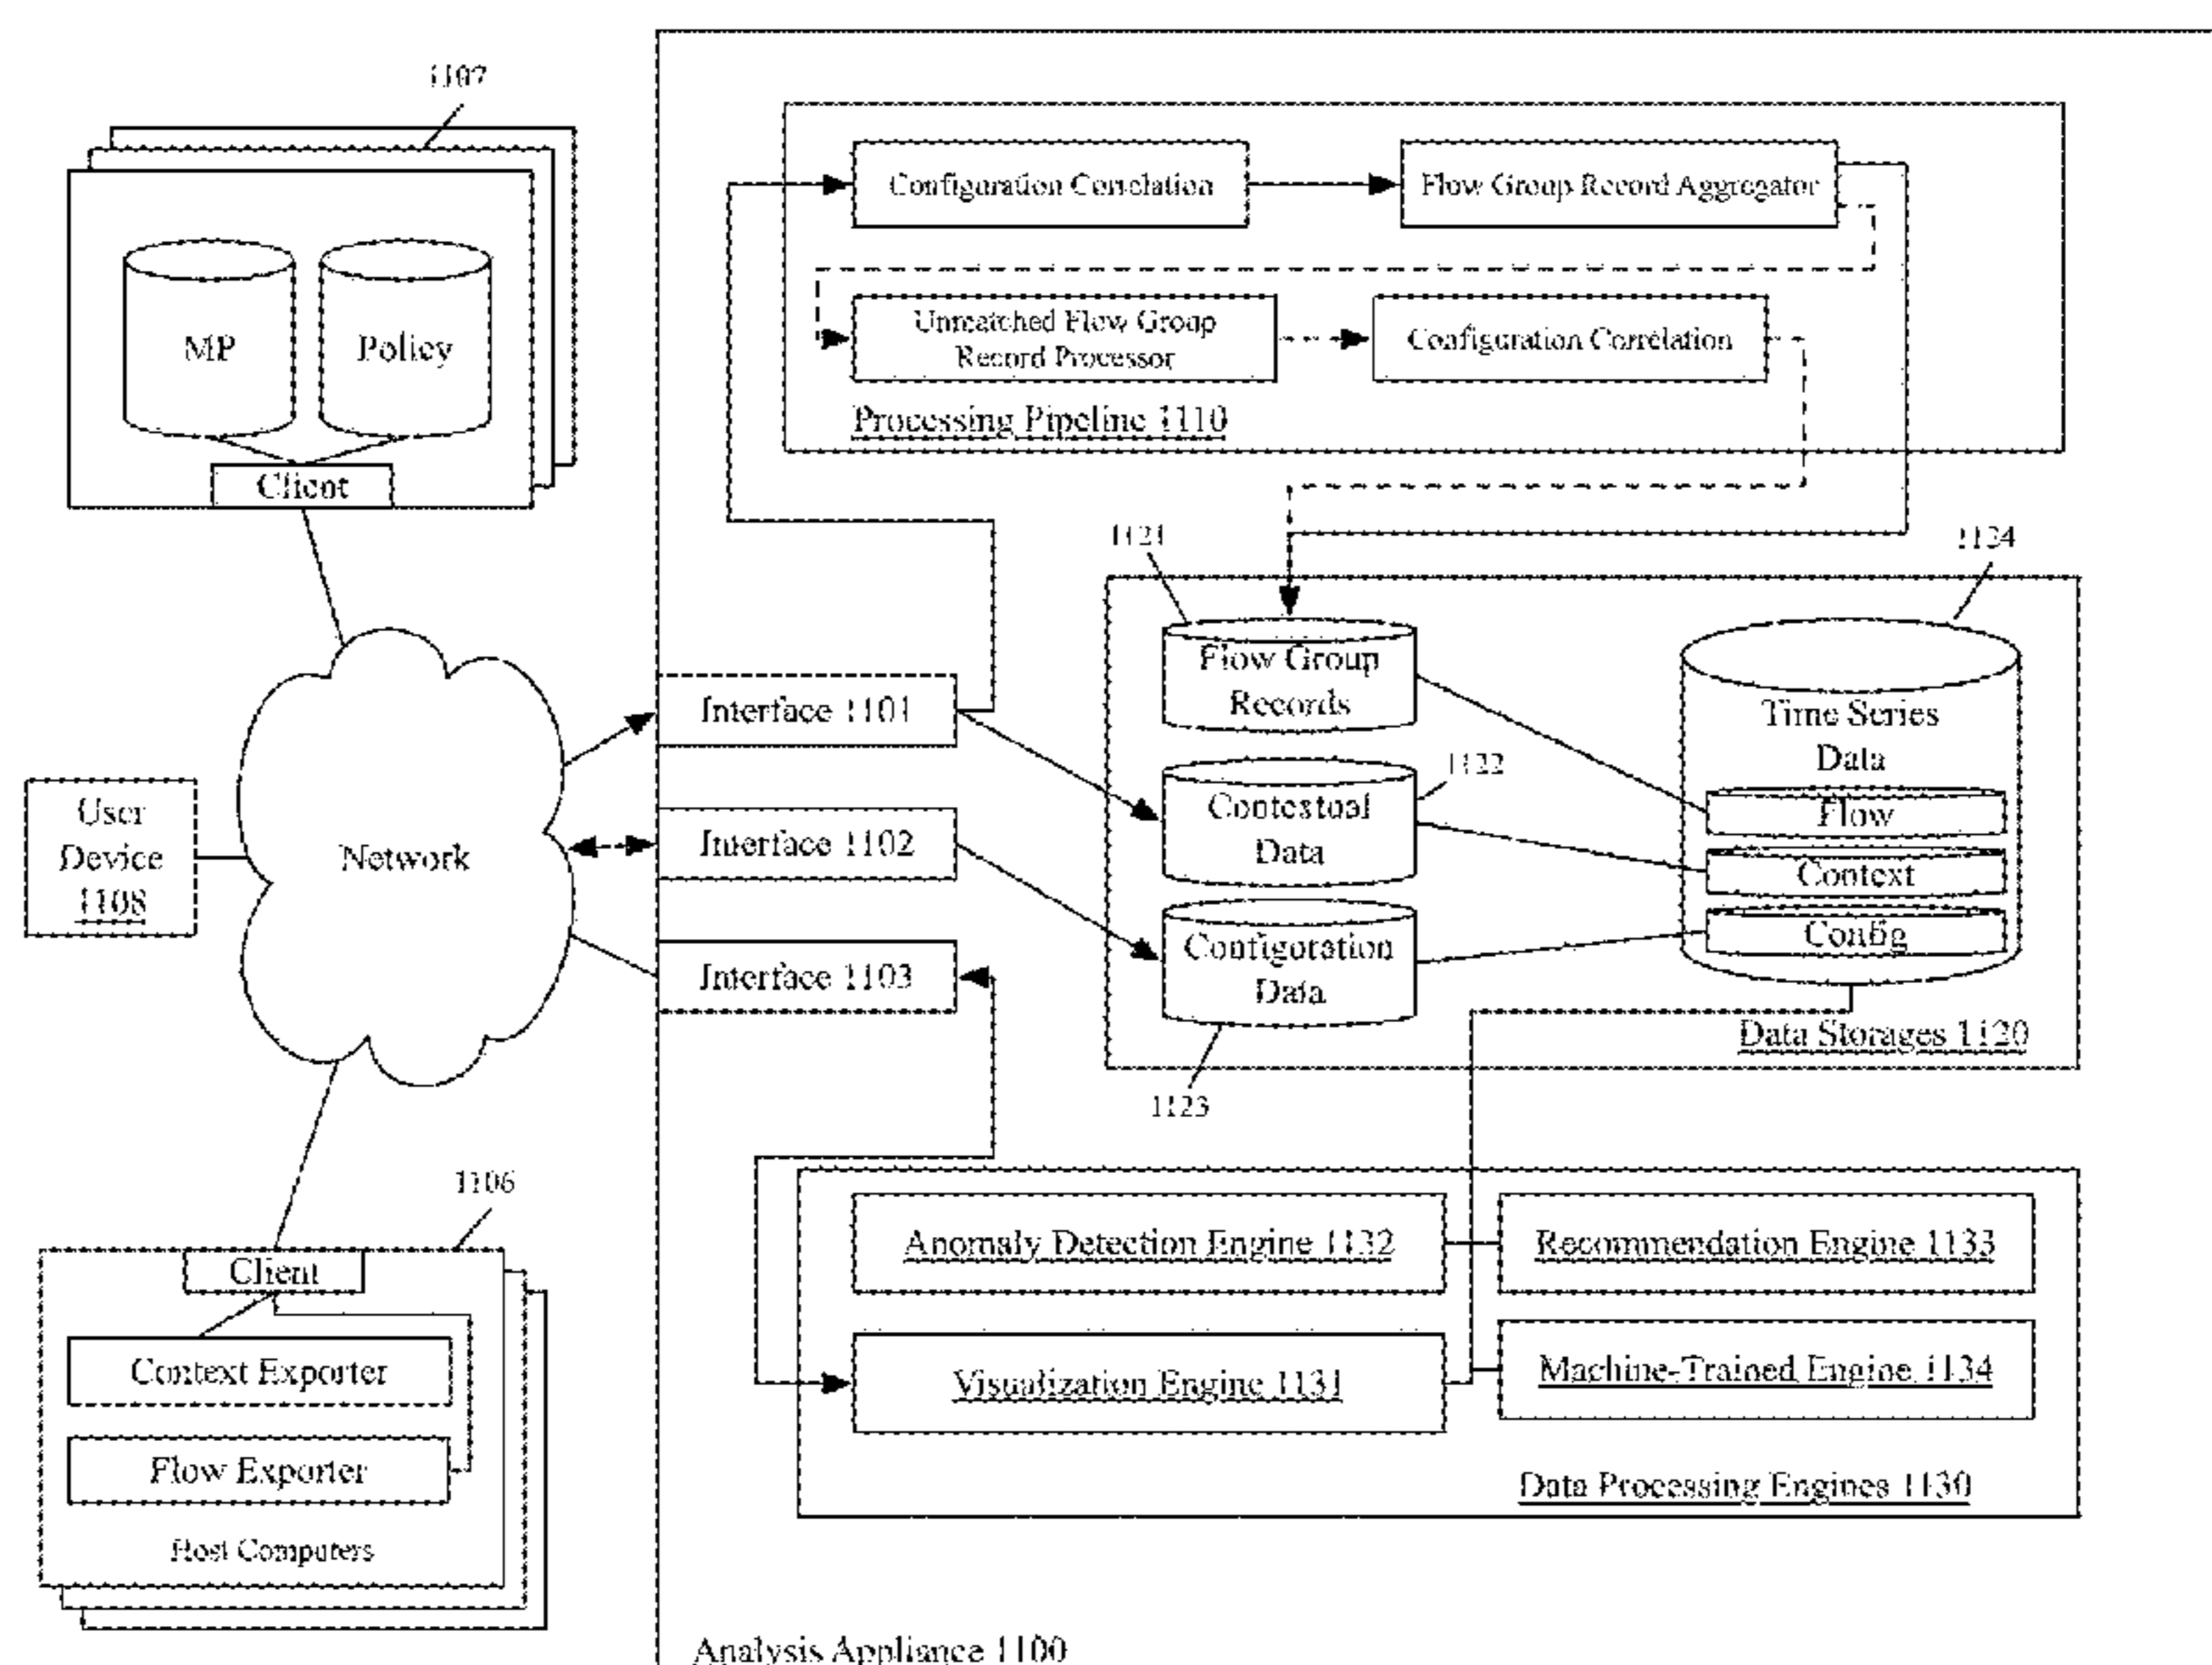 1107
MP
Policy
Client
User
Device
1108
Network
1106
Client
Context Exporter
Flow Exporter
Host Computers
Configuration Correlation
Flow Group Record Aggregator
Unmatched Flow Group
Record Processor
Configuration Correlation
Processing Pipeline 1110
Interface 1101
Interface 1102
Interface 1103
1121
1122
1123
1124
Flow Group
Records
Contextual
Data
Configuration
Data
Time Series
Data
Flow
Context
Config
Data Storages 1120
Anomaly Detection Engine 1132
Recommendation Engine 1133
Visualization Engine 1131
Machine-Trained Engine 1134
Data Processing Engines 1130
Analysis Appliance 1100